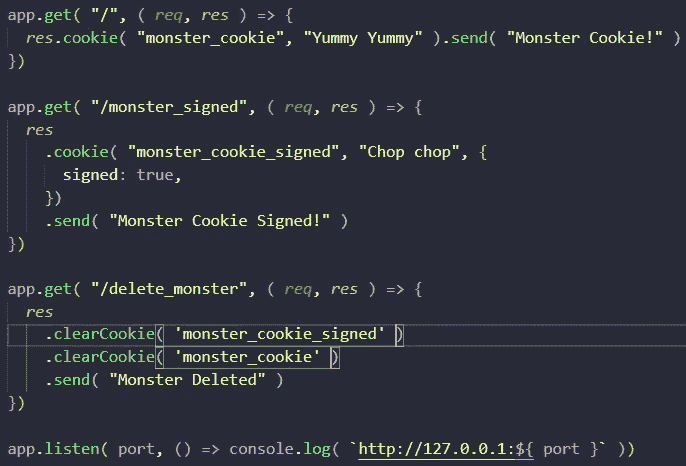 app.get( "/", ( req, res ) => {
  res.cookie( "monster_cookie", "Yummy Yummy" ).send( "Monster Cookie!" )
})

app.get( "/monster_signed", ( req, res ) => {
  res
    .cookie( "monster_cookie_signed", "Chop chop", {
      signed: true,
    })
    .send( "Monster Cookie Signed!" )
})

app.get( "/delete_monster", ( req, res ) => {
  res
    .clearCookie( 'monster_cookie_signed' )
    .clearCookie( 'monster_cookie' )
    .send( "Monster Deleted" )
})

app.listen( port, () => console.log( `http://127.0.0.1:${ port }` ))